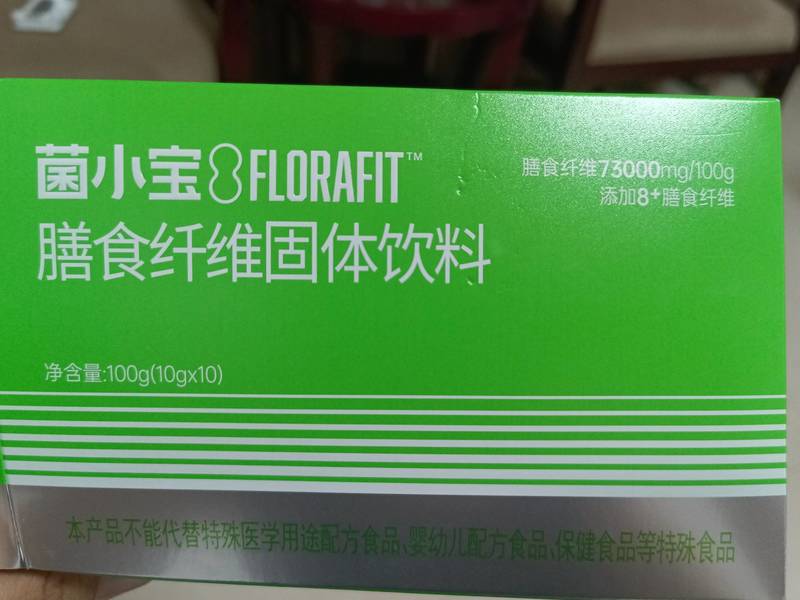 菌小宝 FLORAFIT™
膳食纤维固体饮料
膳食纤维73000mg/100g
添加8+膳食纤维
净含量:100g(10gx10)
本产品不能代替特殊医学用途配方食品、婴幼儿配方食品、保健食品等特殊食品